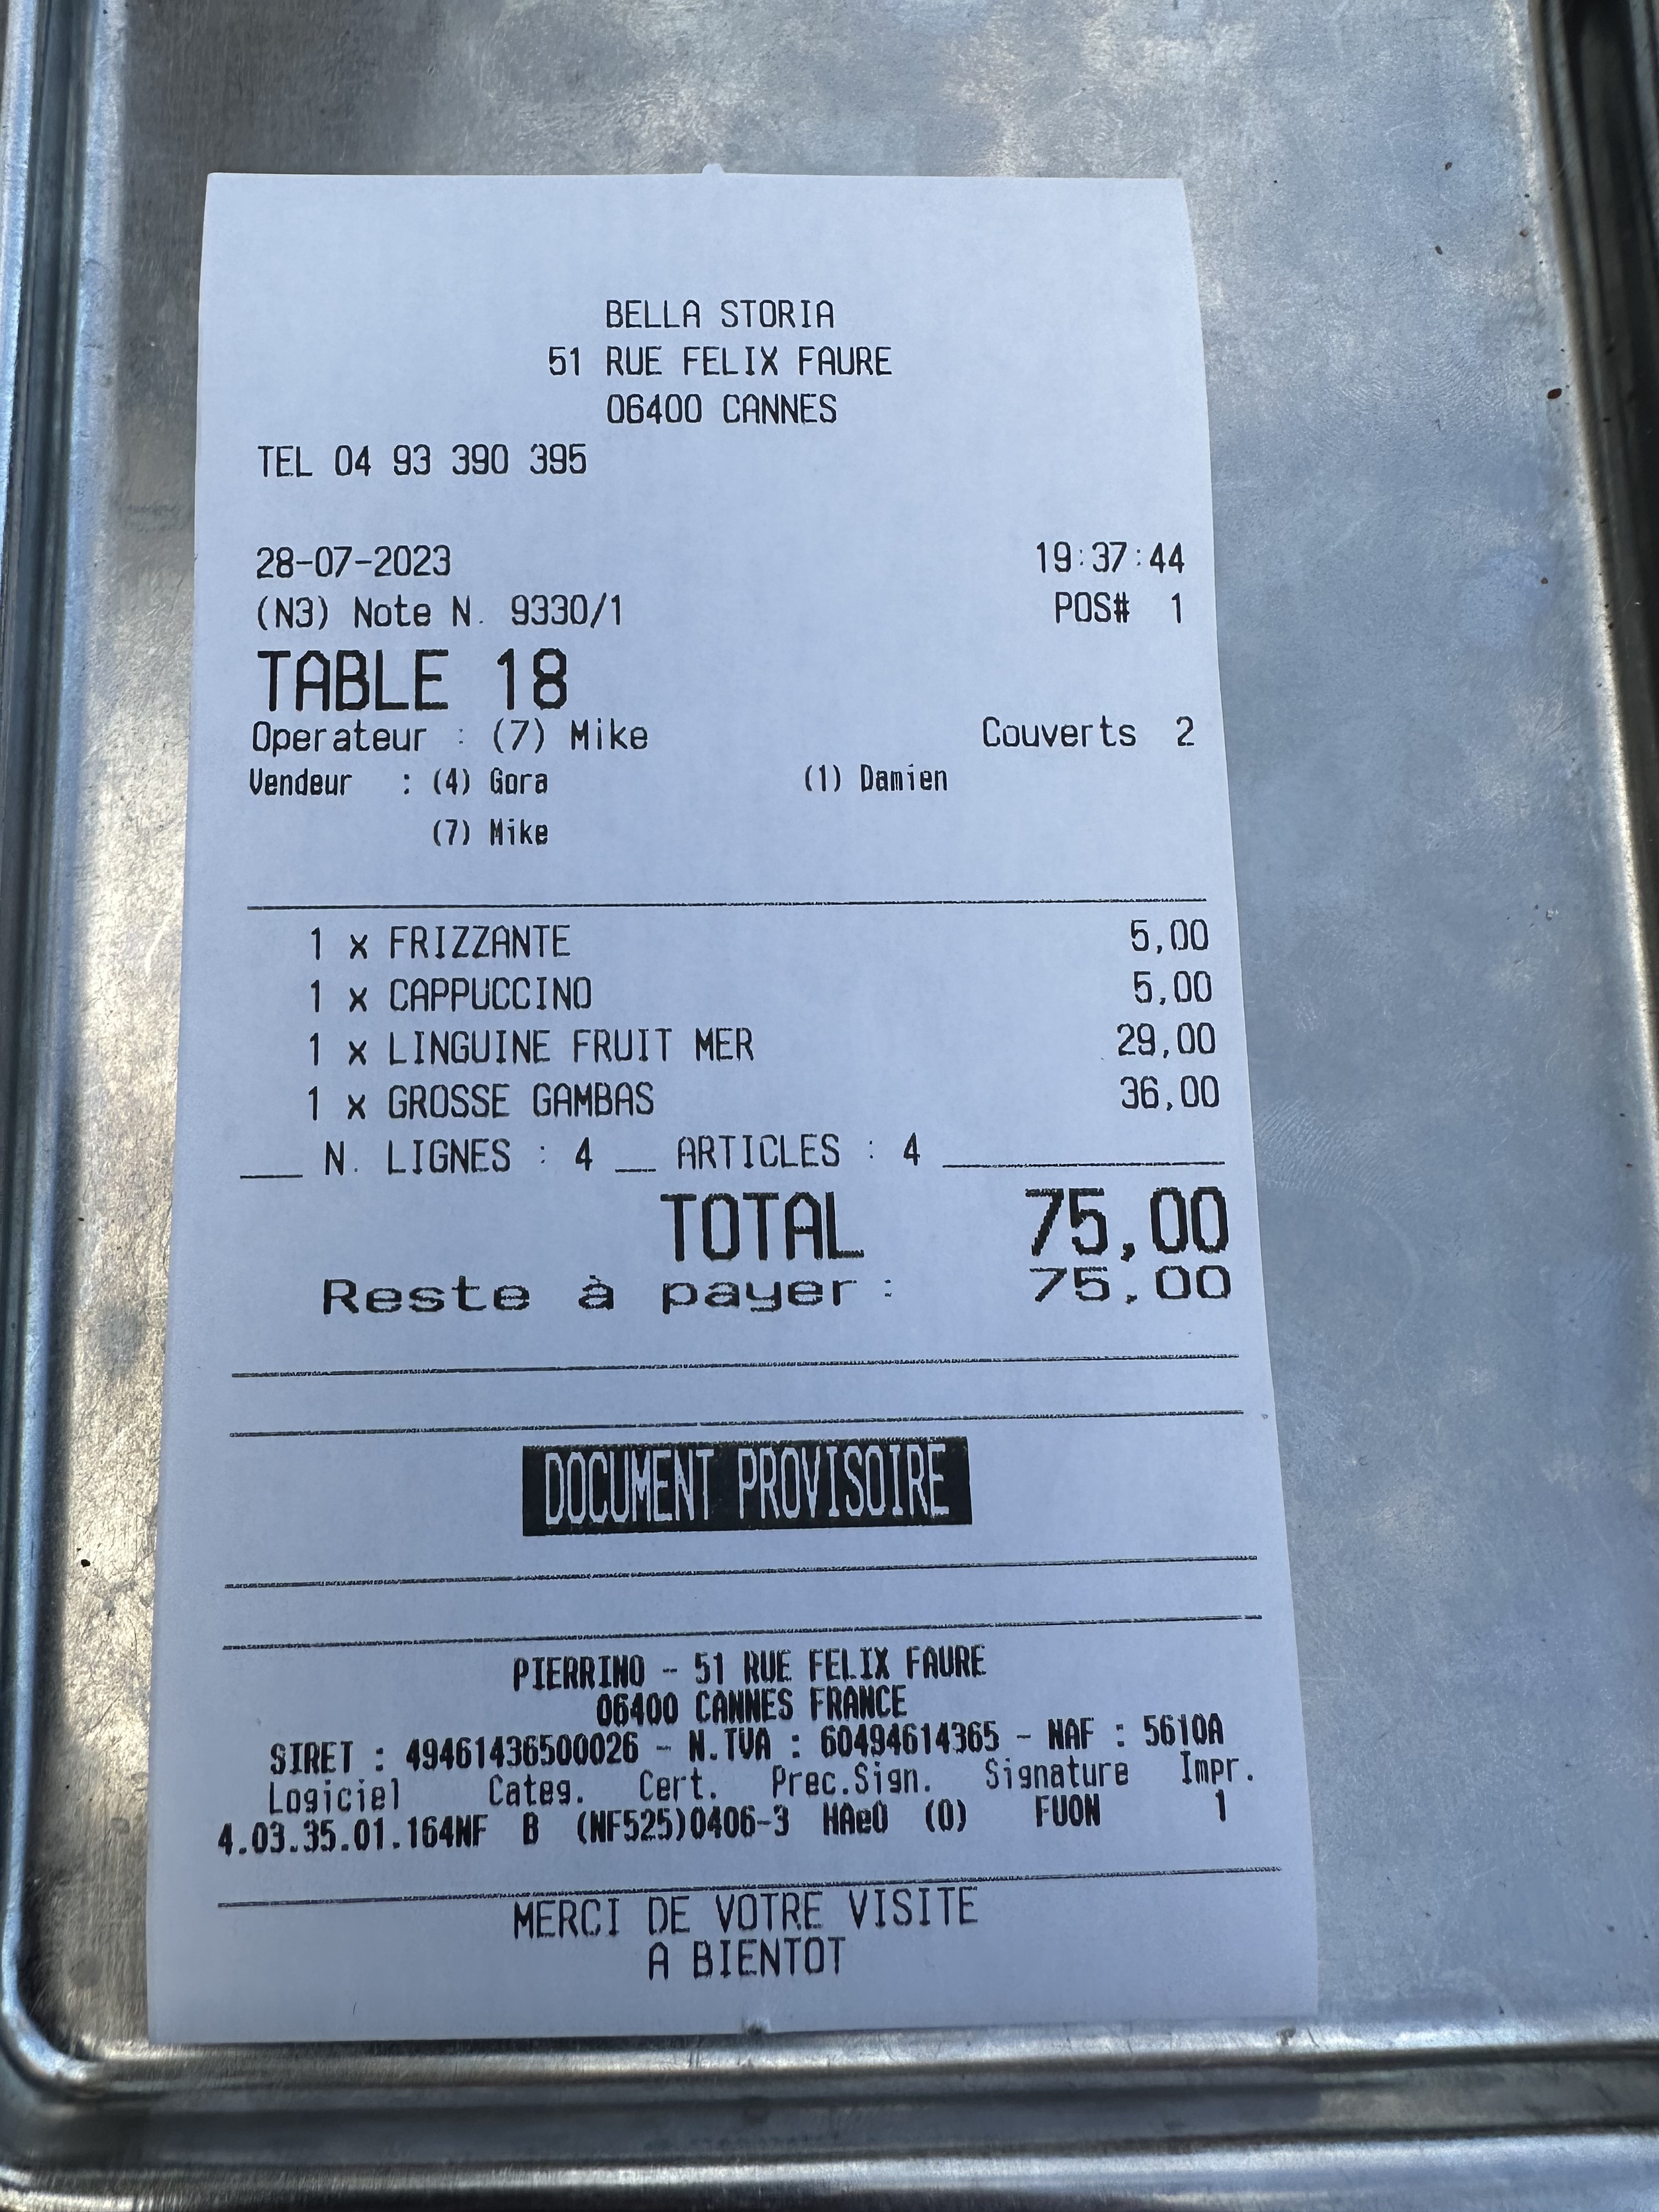 BELLA STORIA
51 RUE FELIX FAURE
06400 CANNES
TEL 04 93 390 395
28-07-2023 19:37:44
(N3) Note N. 9330/1 POS# 1
TABLE 18
Operateur : (7) Mike Couverts 2
Vendeur : (4) Gora (1) Damien
(7) Mike
1 x FRIZZANTE 5,00
1 x CAPPUCCINO 5,00
1 x LINGUINE FRUIT MER 29,00
1 x GROSSE GAMBAS 36,00
N. LIGNES : 4 __ ARTICLES : 4
TOTAL 75,00
Reste à payer : 75,00
DOCUMENT PROVISOIRE
PIERRINO - 51 RUE FELIX FAURE
06400 CANNES FRANCE
SIRET : 49461436500026 - N.TVA : 60494614365 - NAF : 5610A
Logiciel Categ. Cert. Prec.Sign. Signature Impr.
4.03.35.01.164NF B (NF525)0406-3 HAeO (0) FUON 1
MERCI DE VOTRE VISITE
A BIENTOT